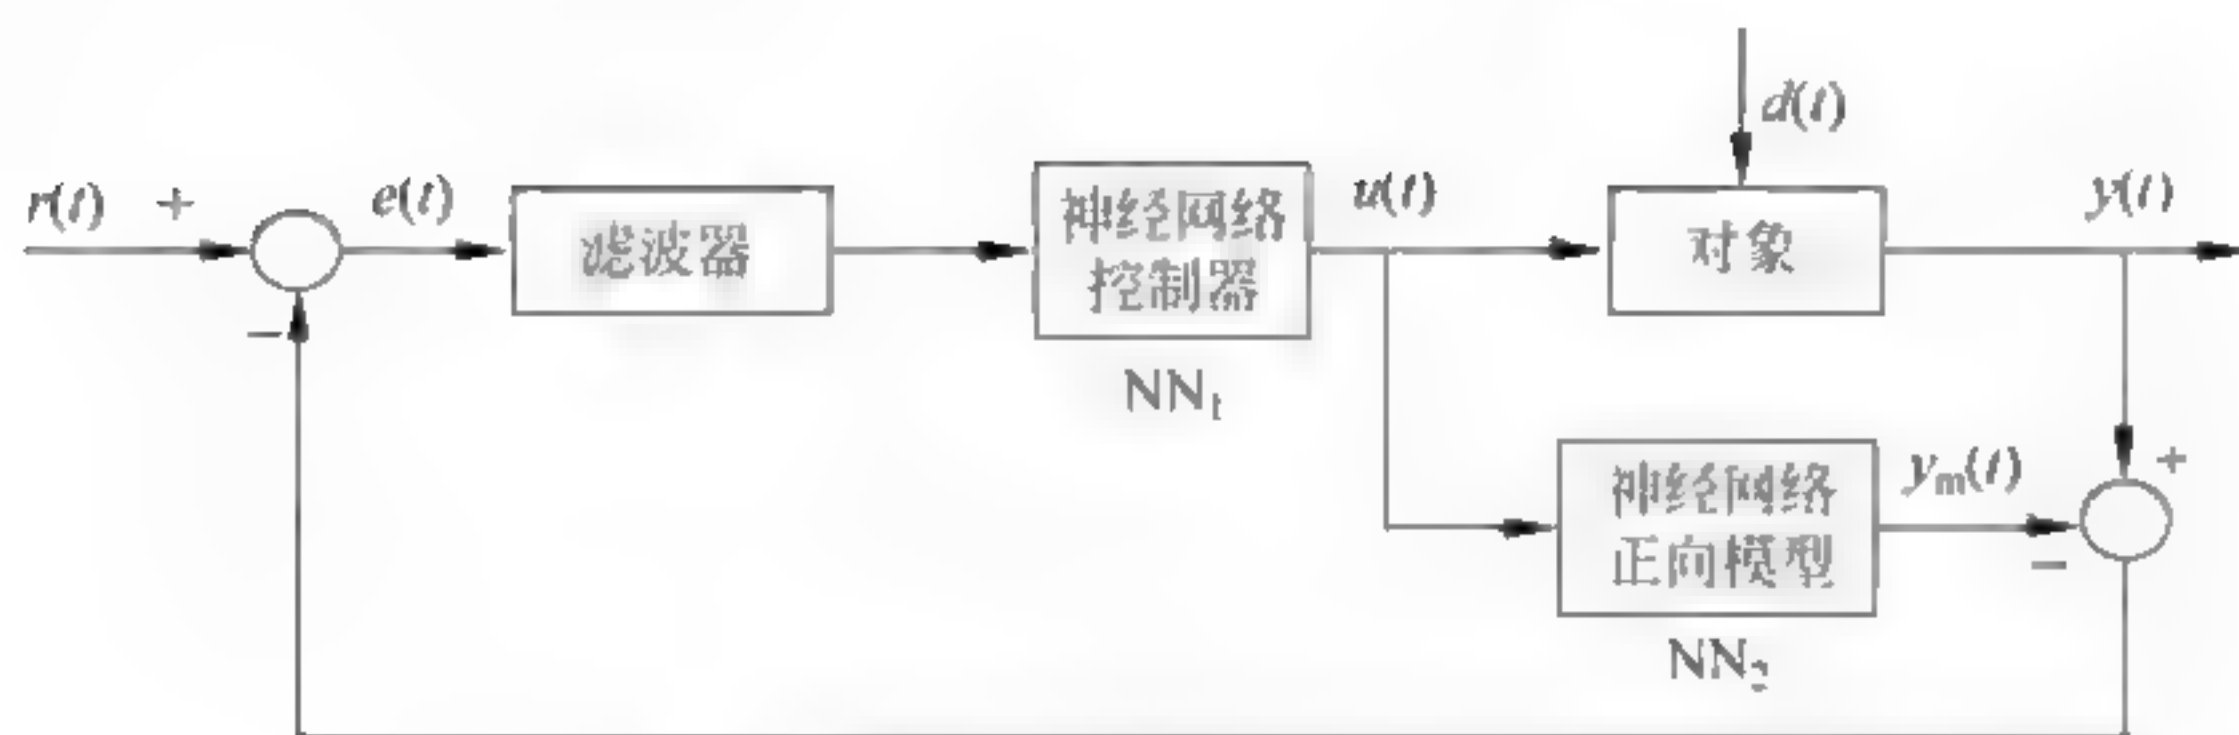 d(t)
r(t) + e(t) 滤波器 神经网络 u(t) 对象 y(t)
控制器
−
NN₁
神经网络 yₘ(t) +
正向模型 −
NN₂